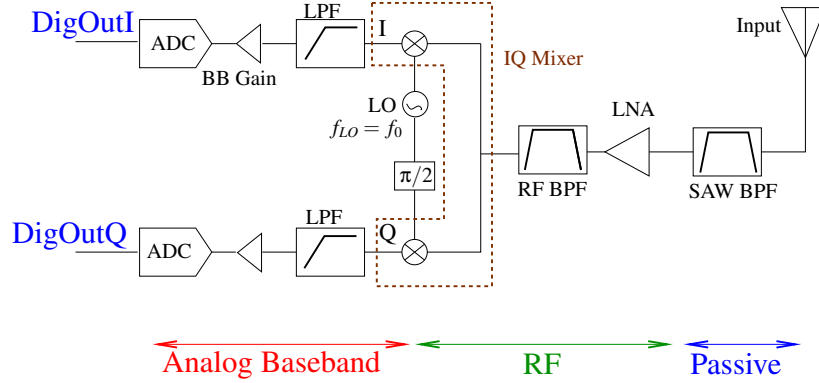 DigOutI
ADC
BB Gain
LPF
I
IQ Mixer
Input
LO
f_LO = f_0
π/2
LNA
RF BPF
SAW BPF
DigOutQ
ADC
LPF
Q
Analog Baseband
RF
Passive